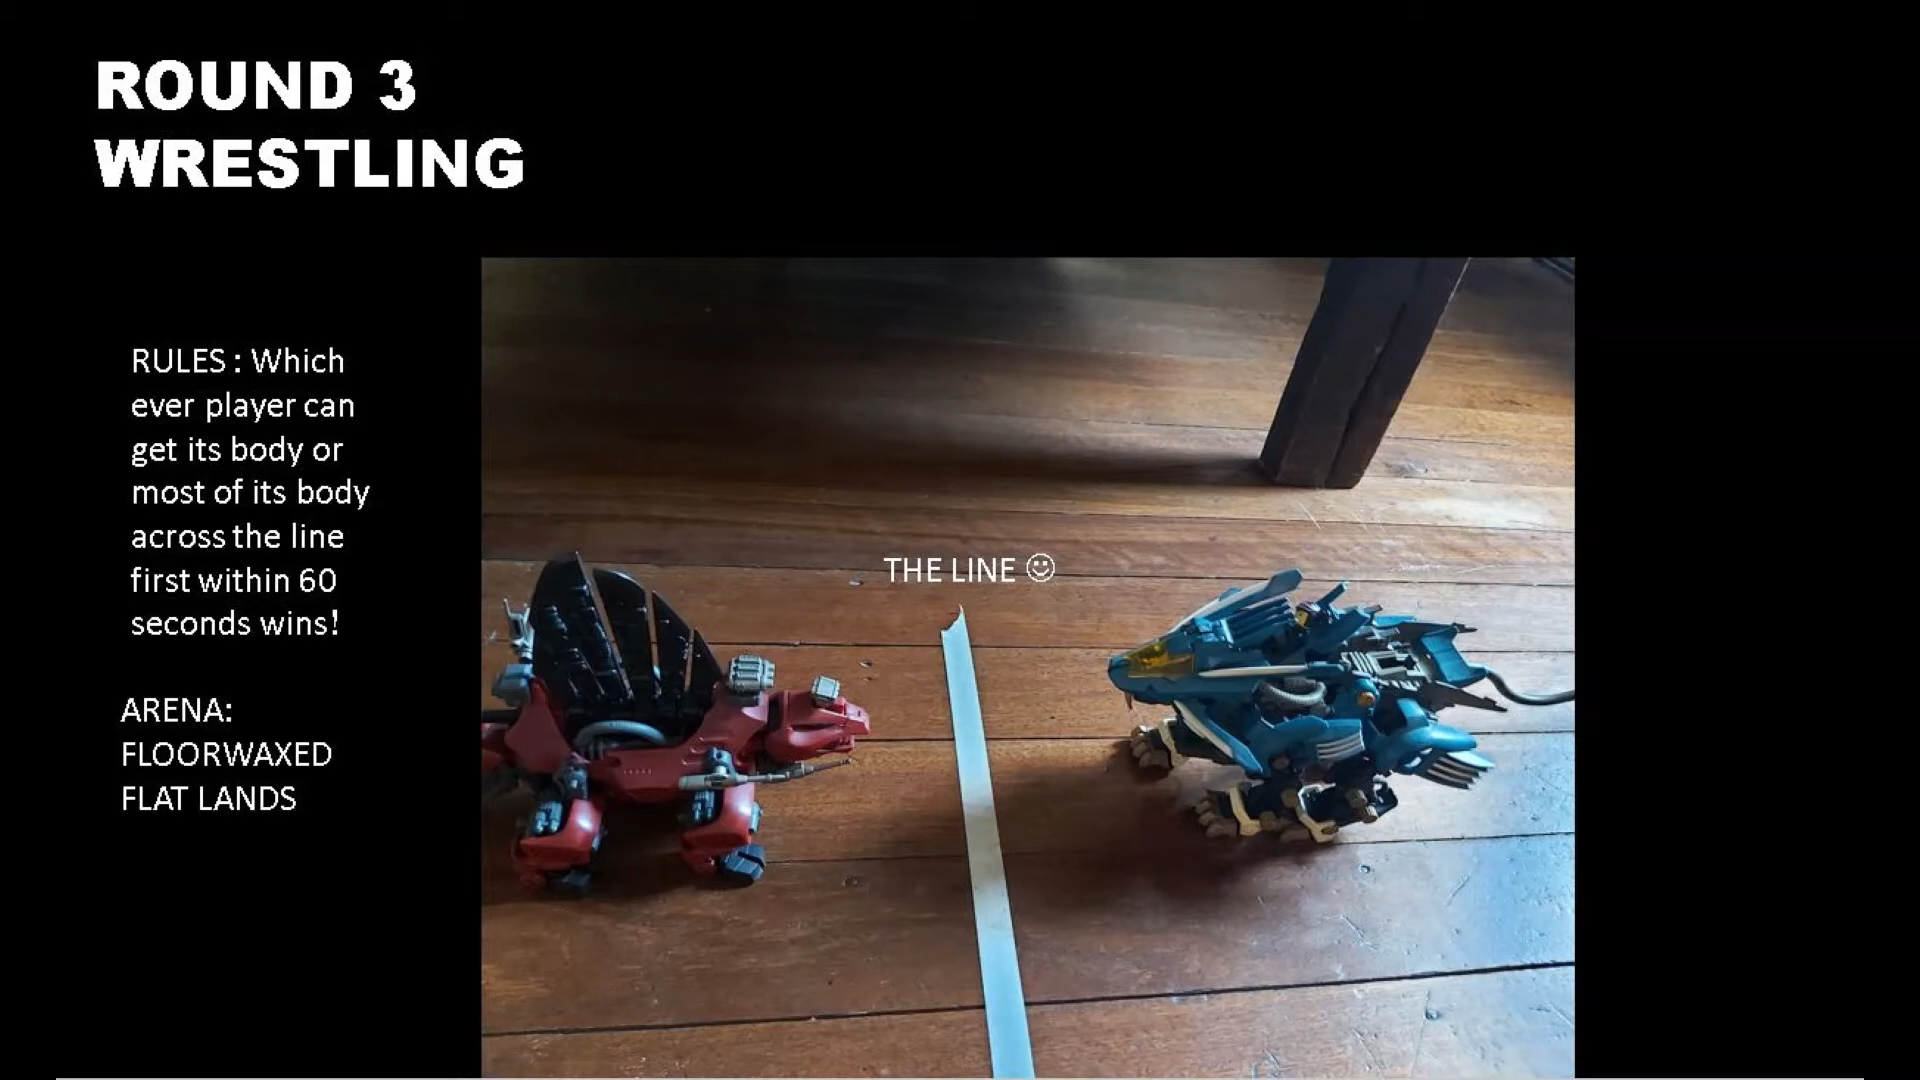 ROUND 3
WRESTLING
RULES : Which
ever player can
get its body or
most of its body
across the line
first within 60
seconds wins!
ARENA:
FLOORWAXED
FLAT LANDS
THE LINE ☺